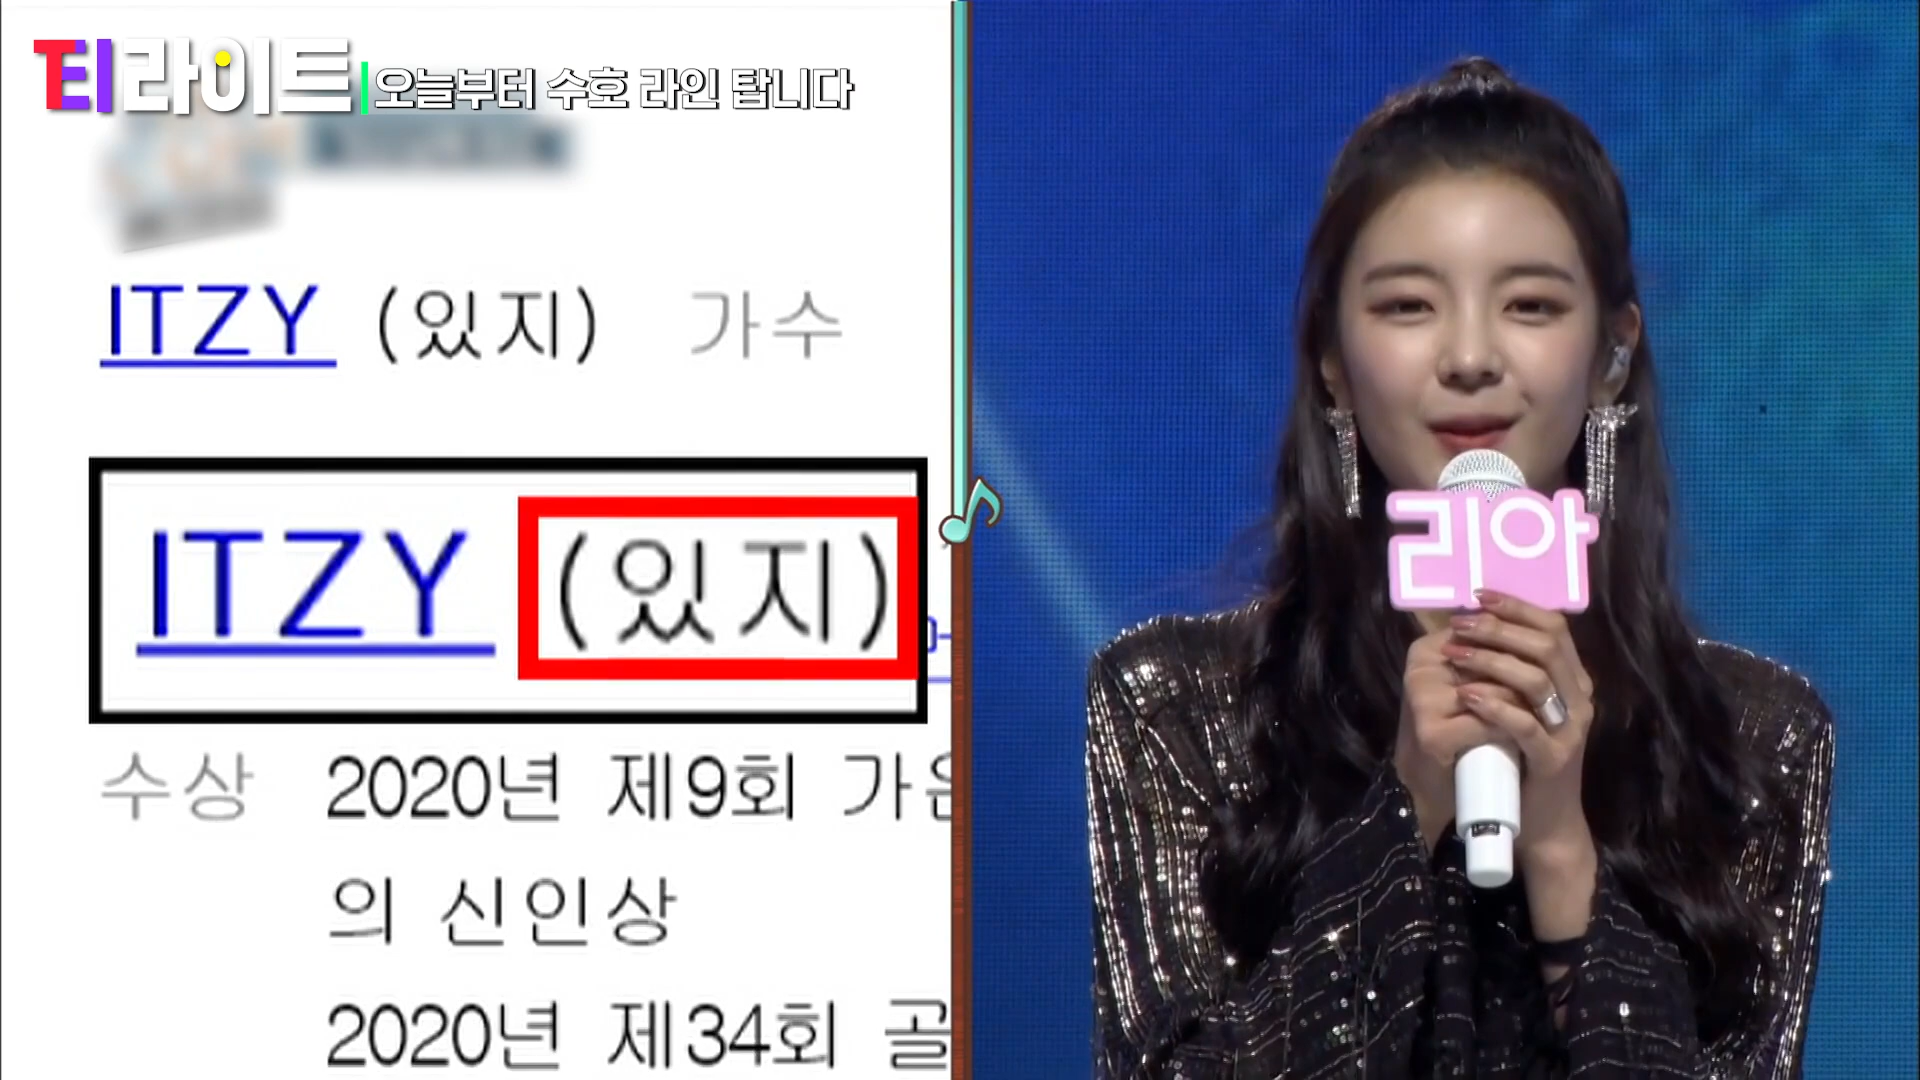 티라이트 오늘부터 수호 라인 탑니다
ITZY (있지) 가수
ITZY (있지)
수상 2020년 제9회 가온
의 신인상
2020년 제34회 골
리아